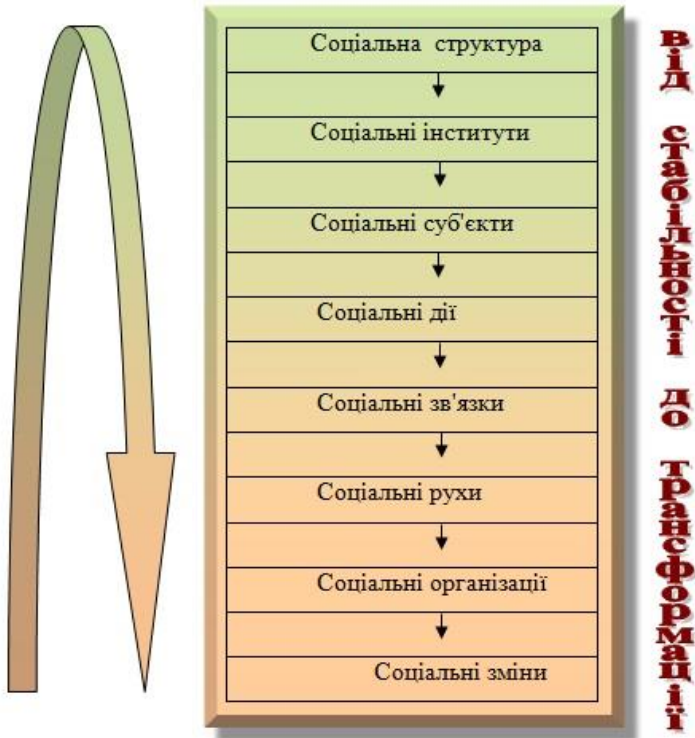 Соціальна структура
Соціальні інститути
Соціальні суб'єкти
Соціальні дії
Соціальні зв'язки
Соціальні рухи
Соціальні організації
Соціальні зміни
від стабільності до трансформації